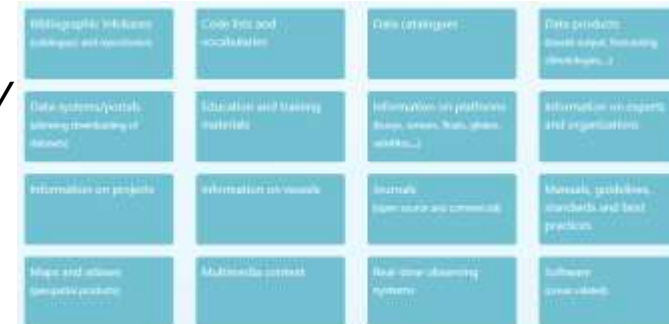 Bibliographic databases
(catalogues and repositories)
Code lists and
vocabularies
Data catalogues
Data products
(model output, forecasting
climatologies,...)
Data systems/portals
(allowing downloading of
datasets)
Education and training
materials
Information on platforms
(buoys, sensors, floats, gliders,
satellites,...)
Information on experts
and organizations
Information on projects
Information on vessels
Journals
(open source and commercial)
Manuals, guidelines,
standards and best
practices
Maps and atlases
(geospatial products)
Multimedia content
Real-time observing
systems
Software
(ocean related)